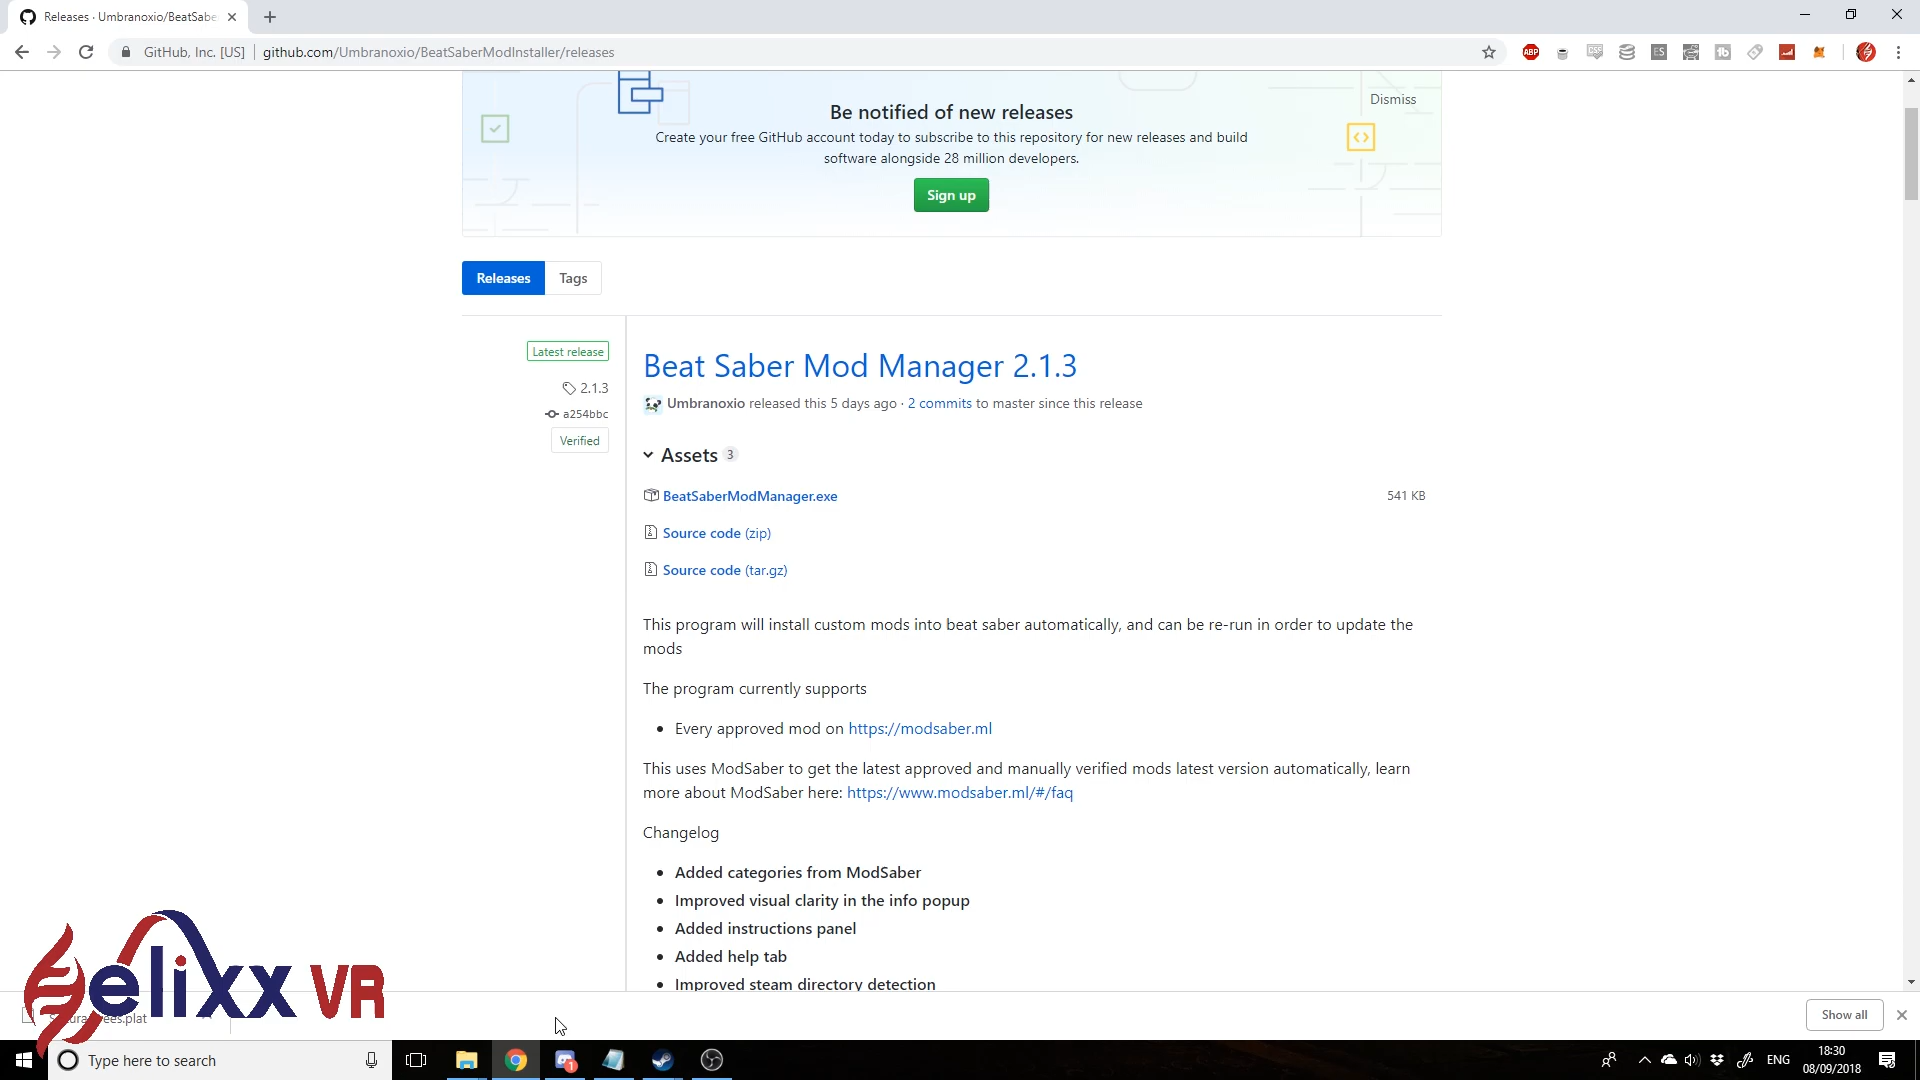 Releases · Umbranoxio/BeatSabe
GitHub, Inc. [US]
github.com/Umbranoxio/BeatSaberModInstaller/releases
ABP
CSS
ES
tb
Be notified of new releases
Dismiss
Create your free GitHub account today to subscribe to this repository for new releases and build
software alongside 28 million developers.
Sign up
Releases
Tags
Latest release
2.1.3
a254bbc
Verified
Beat Saber Mod Manager 2.1.3
Umbranoxio released this 5 days ago · 2 commits to master since this release
Assets 3
BeatSaberModManager.exe
541 KB
Source code (zip)
Source code (tar.gz)
This program will install custom mods into beat saber automatically, and can be re-run in order to update the
mods
The program currently supports
• Every approved mod on https://modsaber.ml
This uses ModSaber to get the latest approved and manually verified mods latest version automatically, learn
more about ModSaber here: https://www.modsaber.ml/#/faq
Changelog
• Added categories from ModSaber
• Improved visual clarity in the info popup
• Added instructions panel
• Added help tab
• Improved steam directory detection
Helixx VR
Show all
Type here to search
1
ENG
18:30
08/09/2018